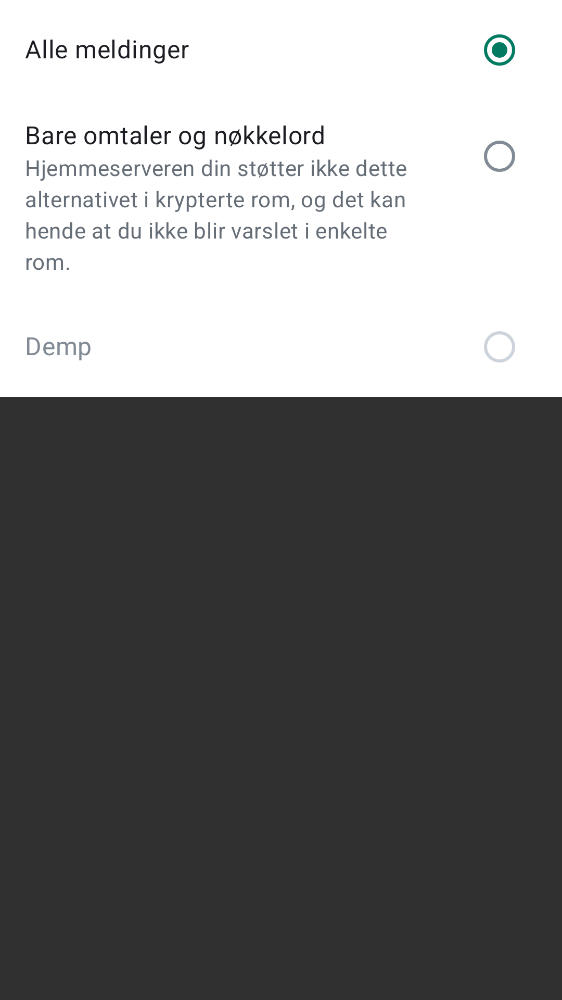 Alle meldinger
Bare omtaler og nøkkelord
Hjemmeserveren din støtter ikke dette
alternativet i krypterte rom, og det kan
hende at du ikke blir varslet i enkelte
rom.
Demp